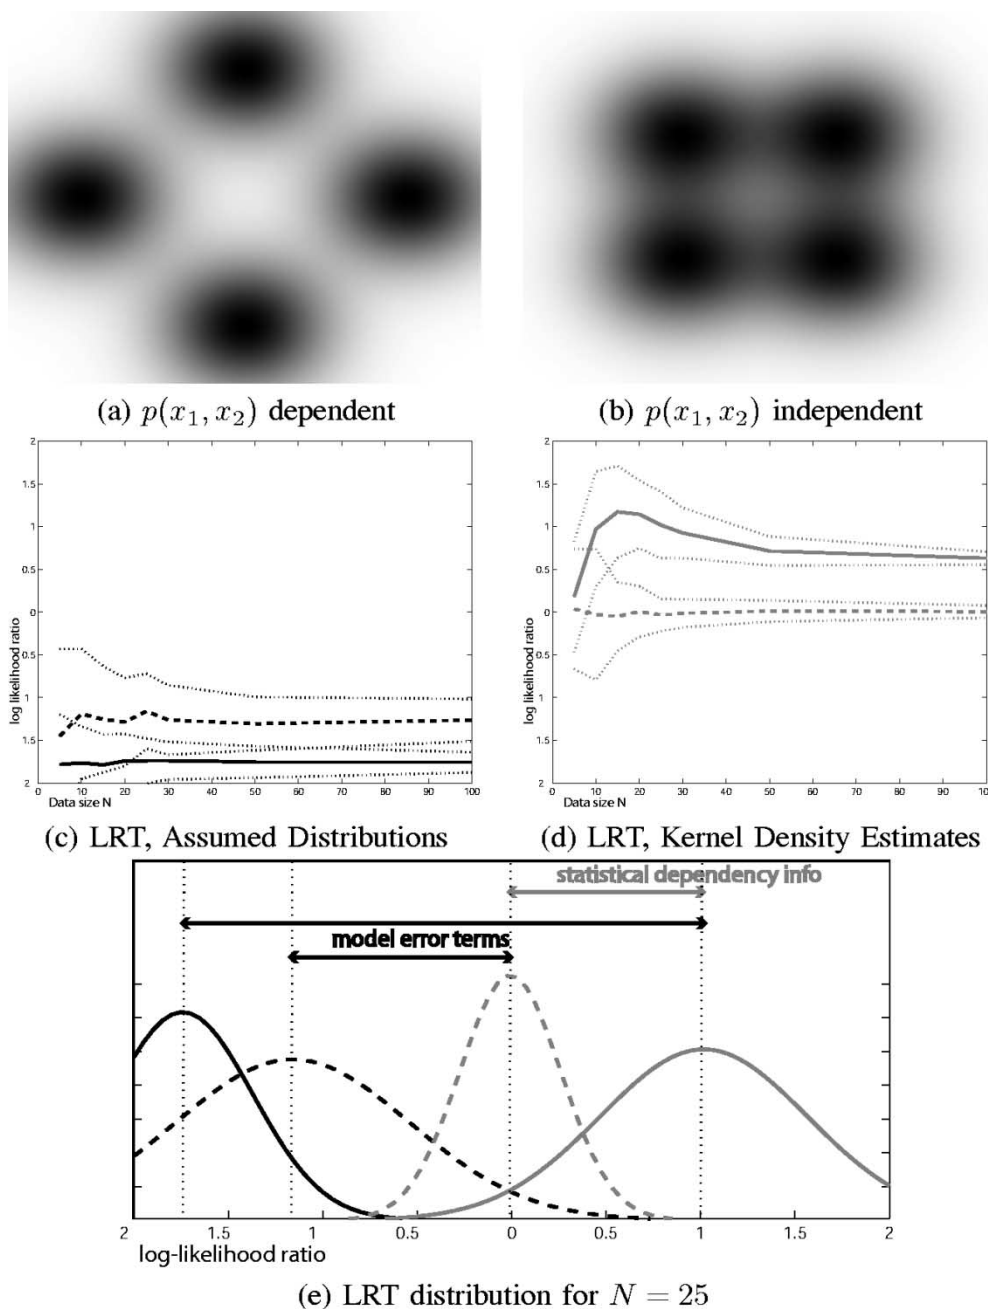 (a) p(x₁, x₂) dependent
(b) p(x₁, x₂) independent
2
1.5
1
0.5
0
0.5
1
1.5
2
log likelihood ratio
0 10 20 30 40 50 60 70 80 90 100
Data size N
2
1.5
1
0.5
0
0.5
1
1.5
2
log likelihood ratio
0 10 20 30 40 50 60 70 80 90 100
Data size N
(c) LRT, Assumed Distributions
(d) LRT, Kernel Density Estimates
statistical dependency info
model error terms
2 1.5 1 0.5 0 0.5 1 1.5 2
log-likelihood ratio
(e) LRT distribution for N = 25